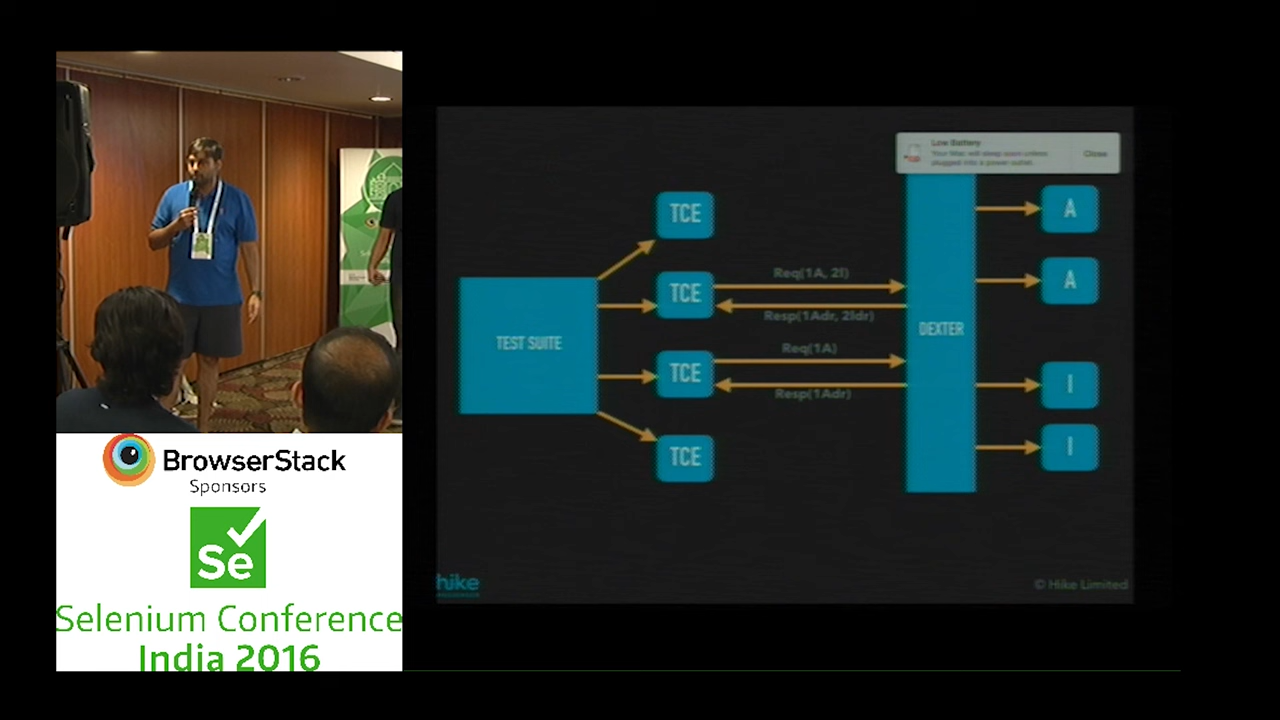 Low Battery
Your Mac will sleep soon unless
plugged into a power outlet.
Close
TCE
A
Req(1A, 2I)
A
TCE
Resp(1Adr, 2Idr)
DEXTER
TEST SUITE
Req(1A)
TCE
I
Resp(1Adr)
I
TCE
hike
© Hike Limited
BrowserStack
Sponsors
Se
Selenium Conference
India 2016